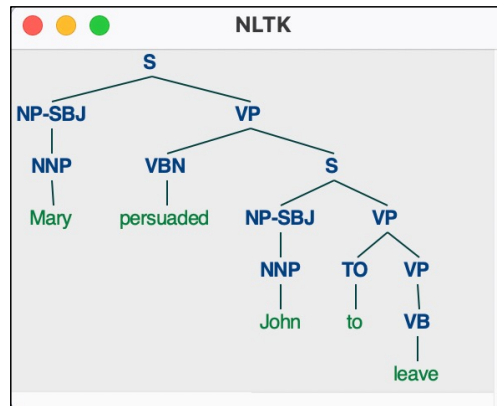 NLTK
S
NP-SBJ VP
NNP VBN S
Mary persuaded NP-SBJ VP
NNP TO VP
John to VB
leave